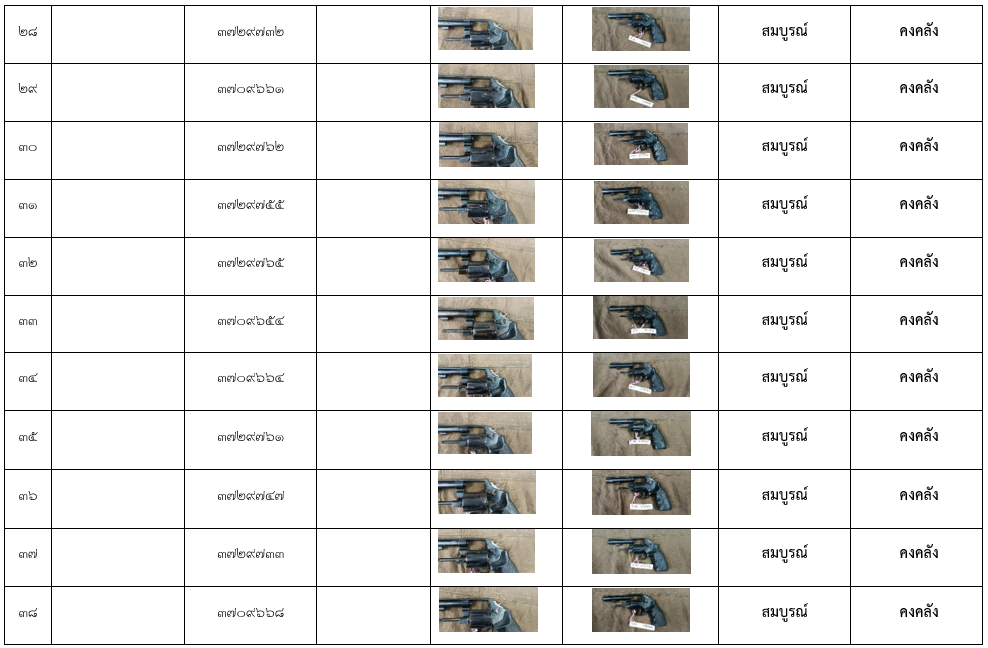 ๒๘ ๓๗๒๙๗๓๒ สมบูรณ์ คงคลัง
๒๙ ๓๗๐๙๖๖๑ สมบูรณ์ คงคลัง
๓๐ ๓๗๒๙๗๖๒ สมบูรณ์ คงคลัง
๓๑ ๓๗๒๙๗๕๕ สมบูรณ์ คงคลัง
๓๒ ๓๗๒๙๗๖๕ สมบูรณ์ คงคลัง
๓๓ ๓๗๐๙๖๕๔ สมบูรณ์ คงคลัง
๓๔ ๓๗๐๙๖๖๔ สมบูรณ์ คงคลัง
๓๕ ๓๗๒๙๗๖๑ สมบูรณ์ คงคลัง
๓๖ ๓๗๒๙๗๔๗ สมบูรณ์ คงคลัง
๓๗ ๓๗๒๙๗๓๓ สมบูรณ์ คงคลัง
๓๘ ๓๗๐๙๖๖๘ สมบูรณ์ คงคลัง